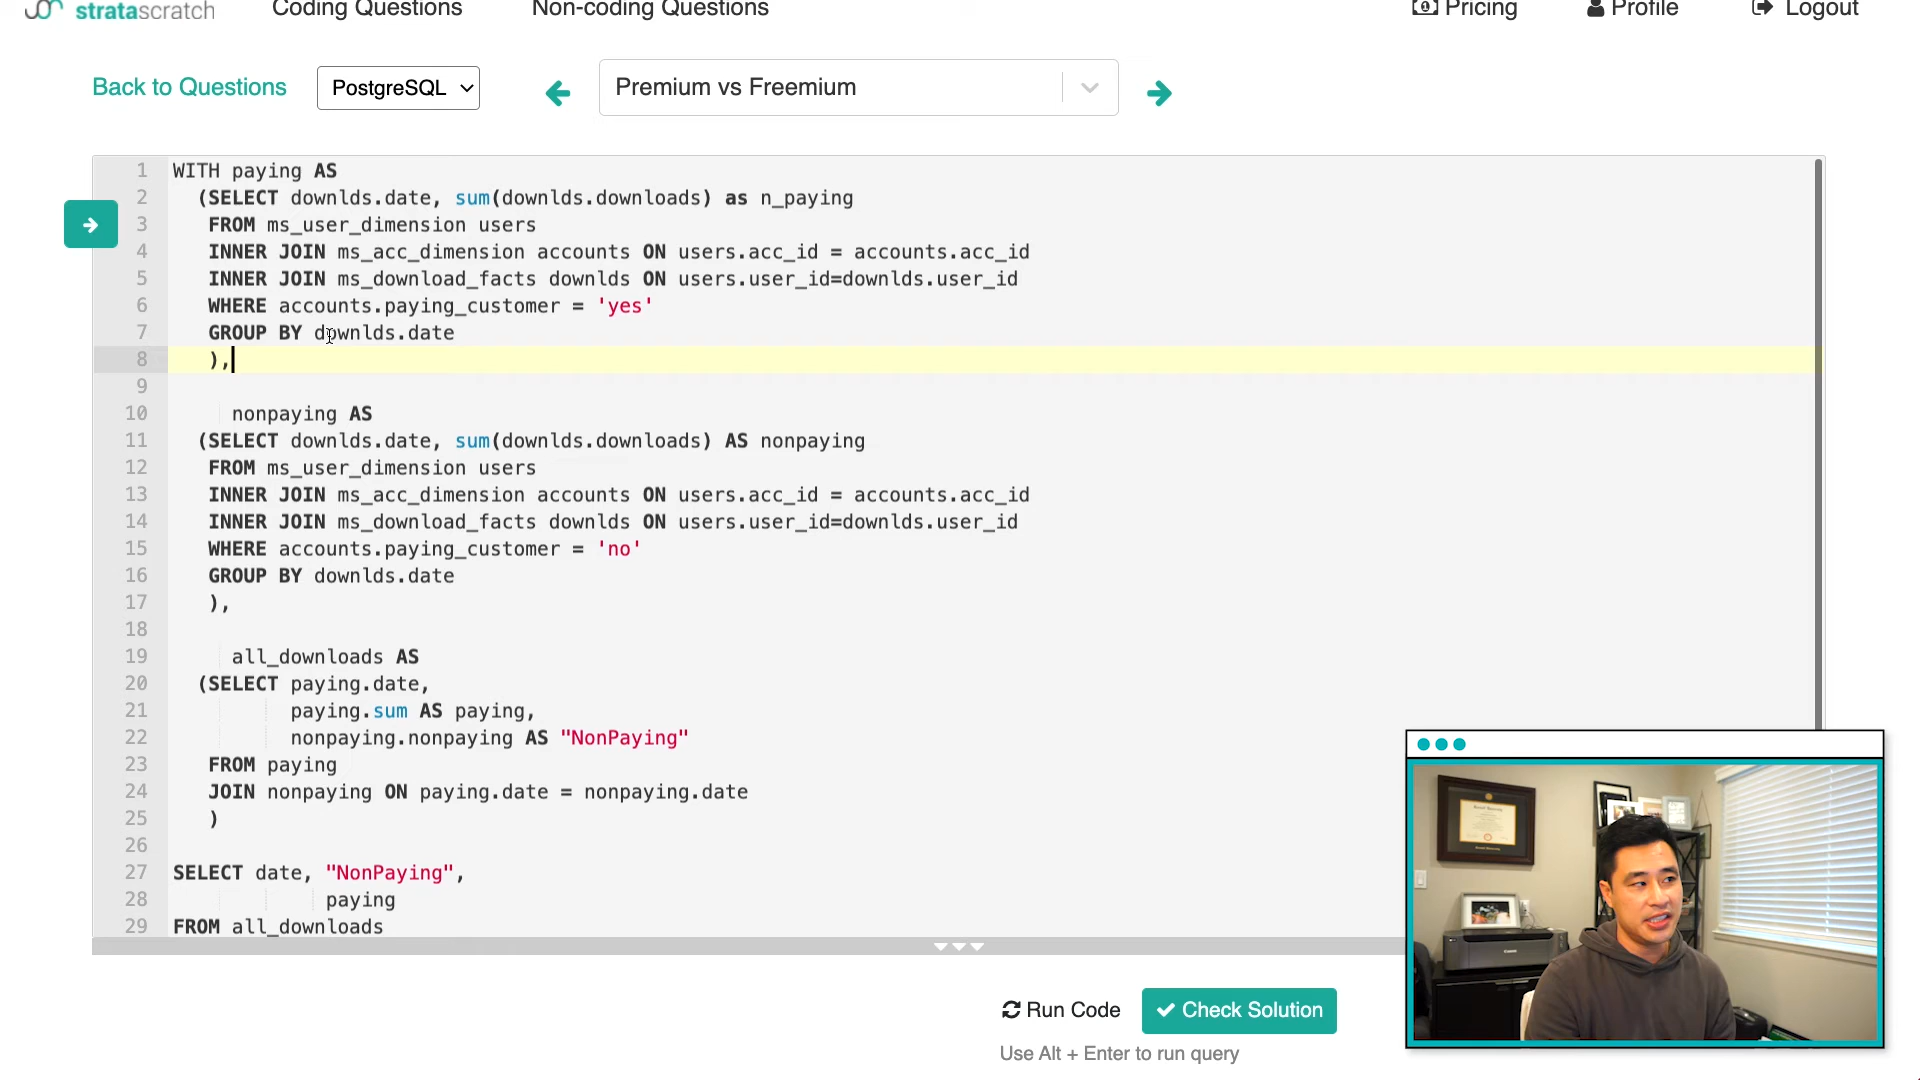 stratascratch
Coding Questions
Non-coding Questions
Pricing
Profile
Logout
Back to Questions
PostgreSQL
Premium vs Freemium
1 WITH paying AS
2 (SELECT downlds.date, sum(downlds.downloads) as n_paying
3 FROM ms_user_dimension users
4 INNER JOIN ms_acc_dimension accounts ON users.acc_id = accounts.acc_id
5 INNER JOIN ms_download_facts downlds ON users.user_id=downlds.user_id
6 WHERE accounts.paying_customer = 'yes'
7 GROUP BY downlds.date
8 ),
9
10 nonpaying AS
11 (SELECT downlds.date, sum(downlds.downloads) AS nonpaying
12 FROM ms_user_dimension users
13 INNER JOIN ms_acc_dimension accounts ON users.acc_id = accounts.acc_id
14 INNER JOIN ms_download_facts downlds ON users.user_id=downlds.user_id
15 WHERE accounts.paying_customer = 'no'
16 GROUP BY downlds.date
17 ),
18
19 all_downloads AS
20 (SELECT paying.date,
21 paying.sum AS paying,
22 nonpaying.nonpaying AS "NonPaying"
23 FROM paying
24 JOIN nonpaying ON paying.date = nonpaying.date
25 )
26
27 SELECT date, "NonPaying",
28 paying
29 FROM all_downloads
Run Code
Check Solution
Use Alt + Enter to run query